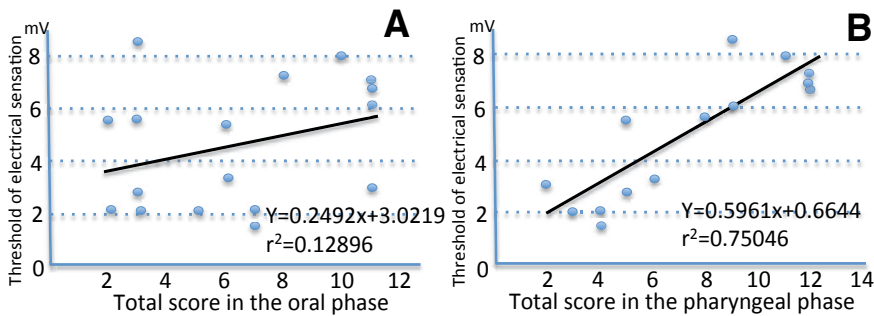 A
mV
Threshold of electrical sensation
8
6
4
2
0
2 4 6 8 10 12
Total score in the oral phase
Y=0.2492x+3.0219
r²=0.12896
B
mV
Threshold of electrical sensation
8
6
4
2
0
2 4 6 8 10 12 14
Total score in the pharyngeal phase
Y=0.5961x+0.6644
r²=0.75046